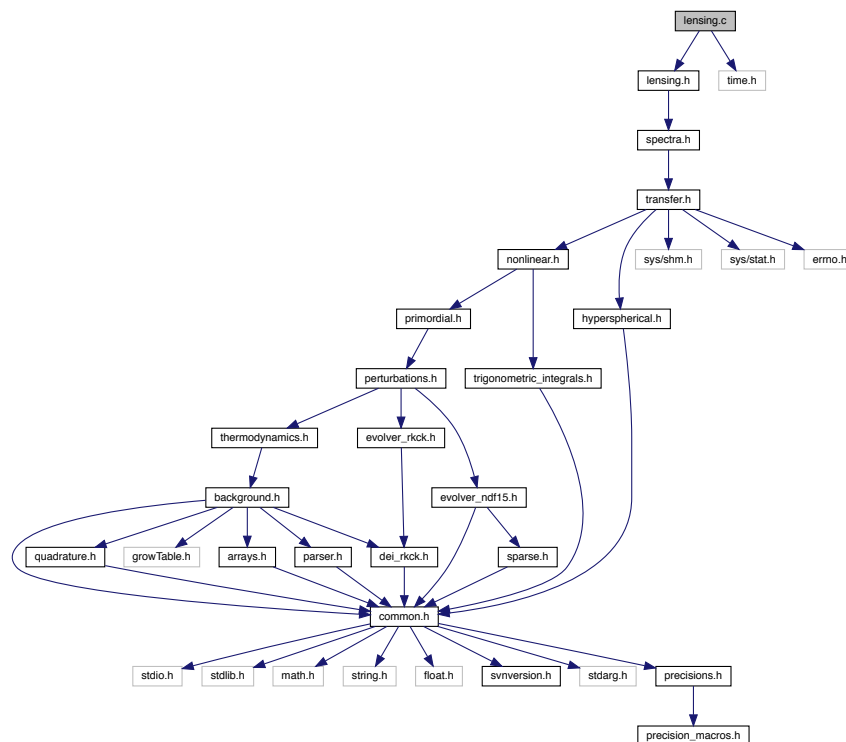 lensing.c
lensing.h
time.h
spectra.h
transfer.h
nonlinear.h
sys/shm.h
sys/stat.h
errno.h
primordial.h
hyperspherical.h
perturbations.h
trigonometric_integrals.h
thermodynamics.h
evolver_rkck.h
background.h
evolver_ndf15.h
quadrature.h
growTable.h
arrays.h
parser.h
dei_rkck.h
sparse.h
common.h
stdio.h
stdlib.h
math.h
string.h
float.h
svnversion.h
stdarg.h
precisions.h
precision_macros.h